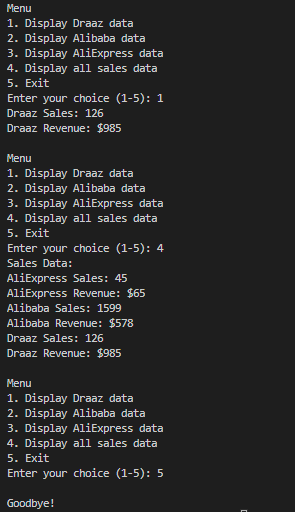 Menu
1. Display Draaz data
2. Display Alibaba data
3. Display AliExpress data
4. Display all sales data
5. Exit
Enter your choice (1-5): 1
Draaz Sales: 126
Draaz Revenue: $985

Menu
1. Display Draaz data
2. Display Alibaba data
3. Display AliExpress data
4. Display all sales data
5. Exit
Enter your choice (1-5): 4
Sales Data:
AliExpress Sales: 45
AliExpress Revenue: $65
Alibaba Sales: 1599
Alibaba Revenue: $578
Draaz Sales: 126
Draaz Revenue: $985

Menu
1. Display Draaz data
2. Display Alibaba data
3. Display AliExpress data
4. Display all sales data
5. Exit
Enter your choice (1-5): 5

Goodbye!